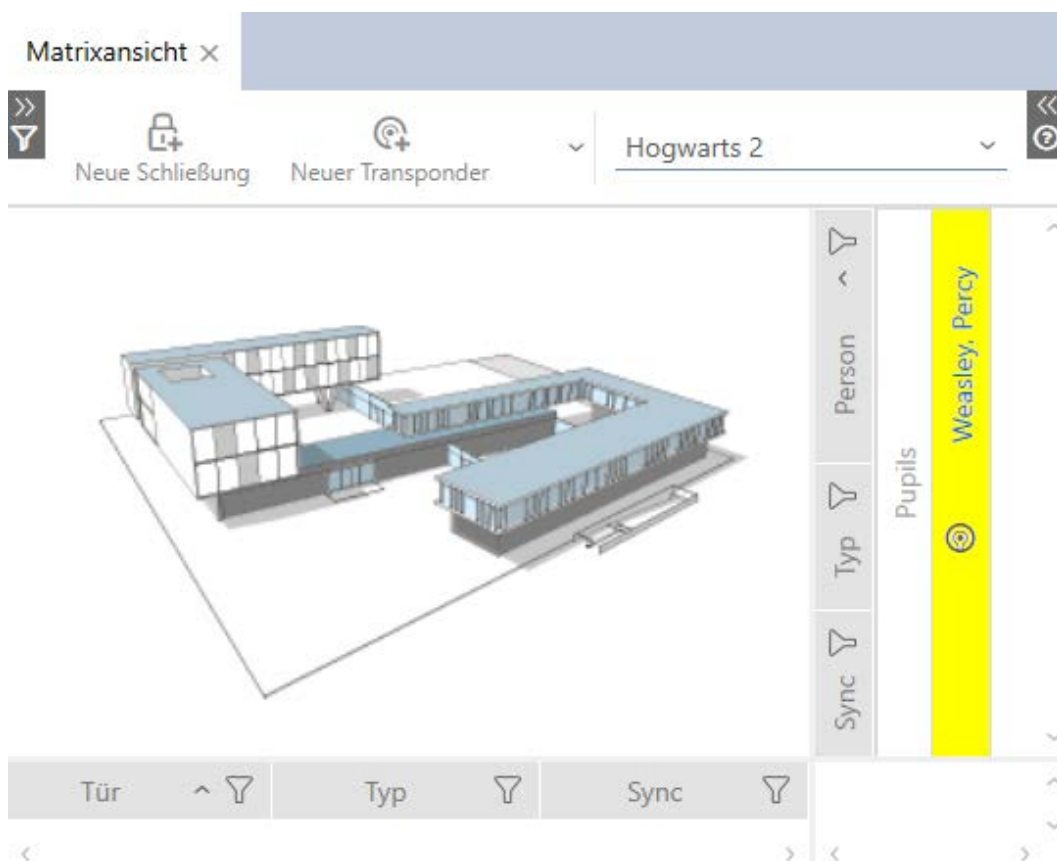 Matrixansicht
Neue Schließung
Neuer Transponder
Hogwarts 2
Person
Typ
Sync
Pupils
Weasley, Percy
Tür
Typ
Sync